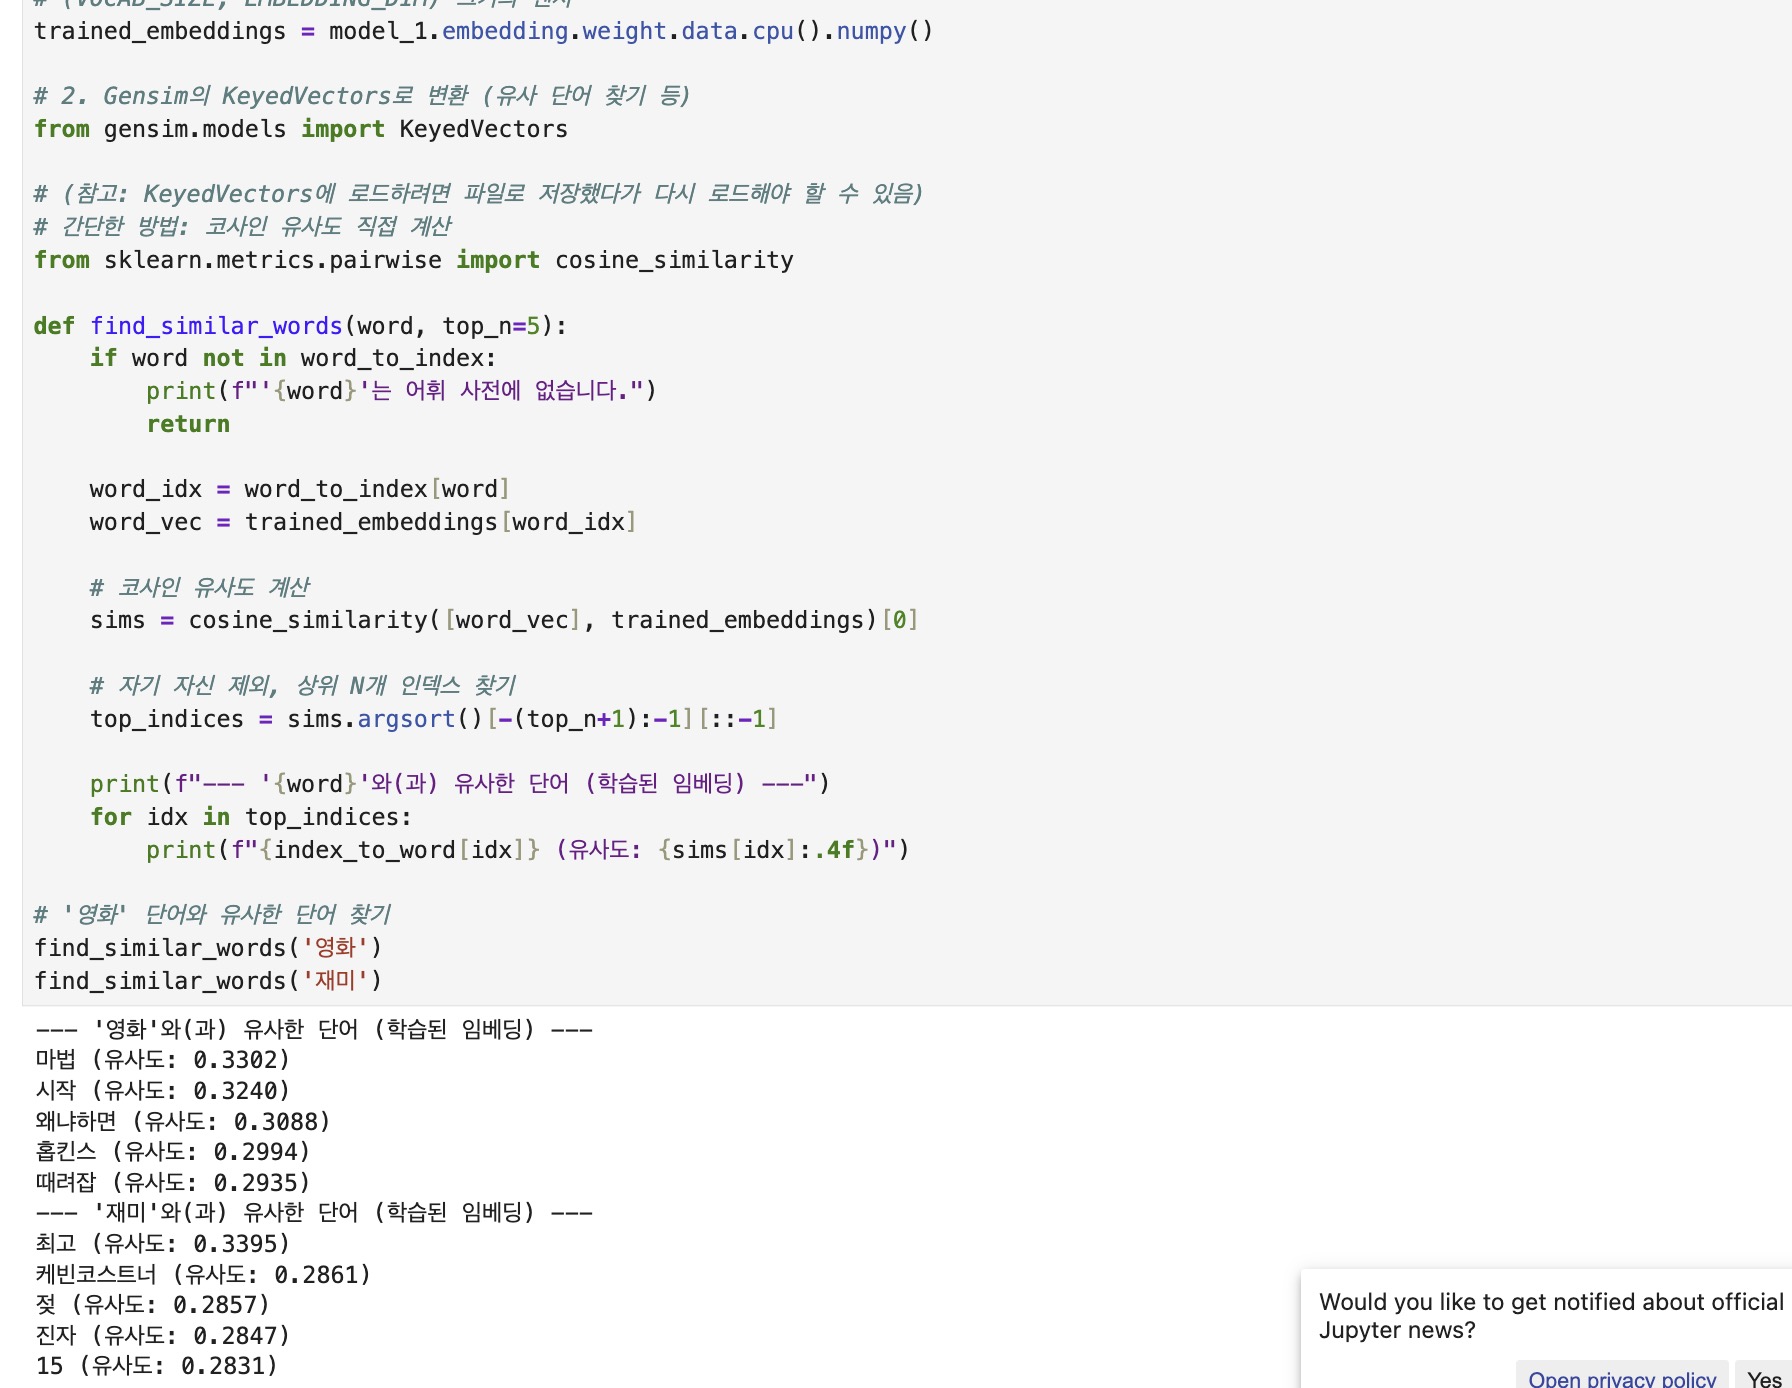 # (VOCAB_SIZE, EMBEDDING_DIM) 크기의 텐서
trained_embeddings = model_1.embedding.weight.data.cpu().numpy()
# 2. Gensim의 KeyedVectors로 변환 (유사 단어 찾기 등)
from gensim.models import KeyedVectors
# (참고: KeyedVectors에 로드하려면 파일로 저장했다가 다시 로드해야 할 수 있음)
# 간단한 방법: 코사인 유사도 직접 계산
from sklearn.metrics.pairwise import cosine_similarity
def find_similar_words(word, top_n=5):
    if word not in word_to_index:
        print(f"'{word}'는 어휘 사전에 없습니다.")
        return
    word_idx = word_to_index[word]
    word_vec = trained_embeddings[word_idx]
    # 코사인 유사도 계산
    sims = cosine_similarity([word_vec], trained_embeddings)[0]
    # 자기 자신 제외, 상위 N개 인덱스 찾기
    top_indices = sims.argsort()[-(top_n+1):-1][::-1]
    print(f"--- '{word}'와(과) 유사한 단어 (학습된 임베딩) ---")
    for idx in top_indices:
        print(f"{index_to_word[idx]} (유사도: {sims[idx]:.4f})")
# '영화' 단어와 유사한 단어 찾기
find_similar_words('영화')
find_similar_words('재미')
--- '영화'와(과) 유사한 단어 (학습된 임베딩) ---
마법 (유사도: 0.3302)
시작 (유사도: 0.3240)
왜냐하면 (유사도: 0.3088)
홉킨스 (유사도: 0.2994)
때려잡 (유사도: 0.2935)
--- '재미'와(과) 유사한 단어 (학습된 임베딩) ---
최고 (유사도: 0.3395)
케빈코스트너 (유사도: 0.2861)
젖 (유사도: 0.2857)
진자 (유사도: 0.2847)
15 (유사도: 0.2831)
Would you like to get notified about official
Jupyter news?
Open privacy policy
Yes